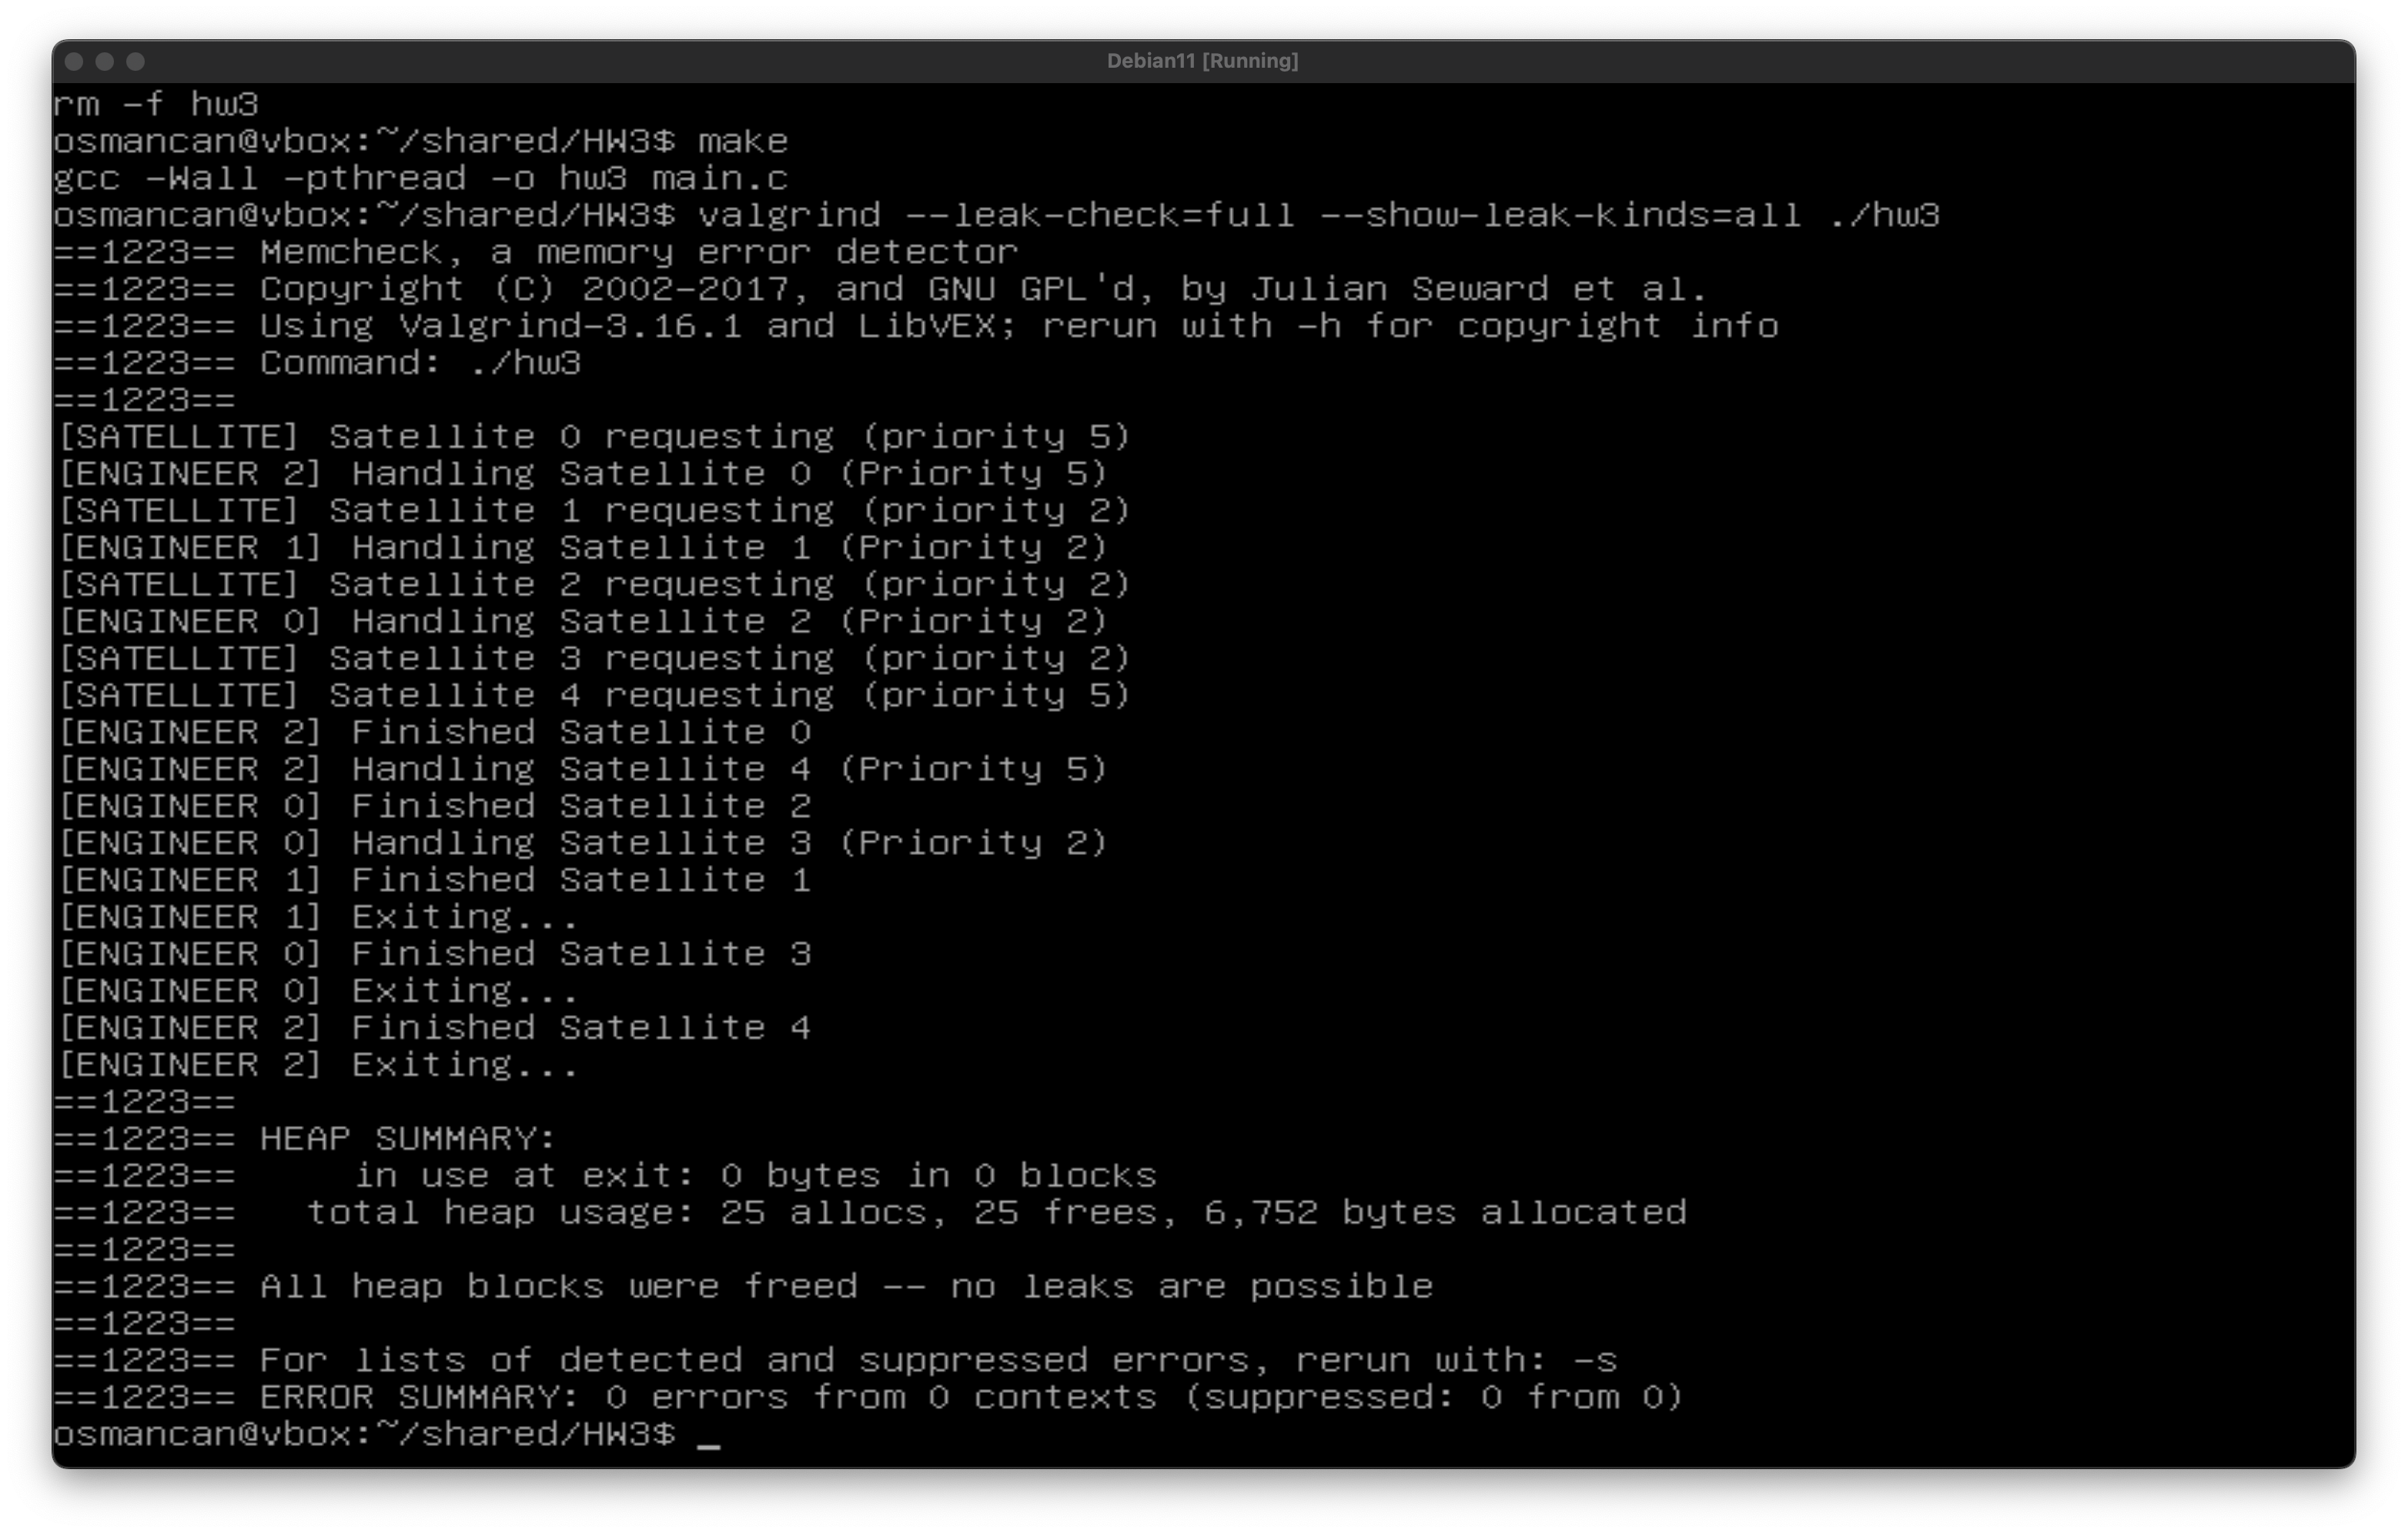 Debian11 [Running]
rm -f hw3
osmancan@vbox:~/shared/HW3$ make
gcc -Wall -pthread -o hw3 main.c
osmancan@vbox:~/shared/HW3$ valgrind --leak-check=full --show-leak-kinds=all ./hw3
==1223== Memcheck, a memory error detector
==1223== Copyright (C) 2002-2017, and GNU GPL'd, by Julian Seward et al.
==1223== Using Valgrind-3.16.1 and LibVEX; rerun with -h for copyright info
==1223== Command: ./hw3
==1223==
[SATELLITE] Satellite 0 requesting (priority 5)
[ENGINEER 2] Handling Satellite 0 (Priority 5)
[SATELLITE] Satellite 1 requesting (priority 2)
[ENGINEER 1] Handling Satellite 1 (Priority 2)
[SATELLITE] Satellite 2 requesting (priority 2)
[ENGINEER 0] Handling Satellite 2 (Priority 2)
[SATELLITE] Satellite 3 requesting (priority 2)
[SATELLITE] Satellite 4 requesting (priority 5)
[ENGINEER 2] Finished Satellite 0
[ENGINEER 2] Handling Satellite 4 (Priority 5)
[ENGINEER 0] Finished Satellite 2
[ENGINEER 0] Handling Satellite 3 (Priority 2)
[ENGINEER 1] Finished Satellite 1
[ENGINEER 1] Exiting...
[ENGINEER 0] Finished Satellite 3
[ENGINEER 0] Exiting...
[ENGINEER 2] Finished Satellite 4
[ENGINEER 2] Exiting...
==1223==
==1223== HEAP SUMMARY:
==1223==     in use at exit: 0 bytes in 0 blocks
==1223==   total heap usage: 25 allocs, 25 frees, 6,752 bytes allocated
==1223==
==1223== All heap blocks were freed -- no leaks are possible
==1223==
==1223== For lists of detected and suppressed errors, rerun with: -s
==1223== ERROR SUMMARY: 0 errors from 0 contexts (suppressed: 0 from 0)
osmancan@vbox:~/shared/HW3$ _